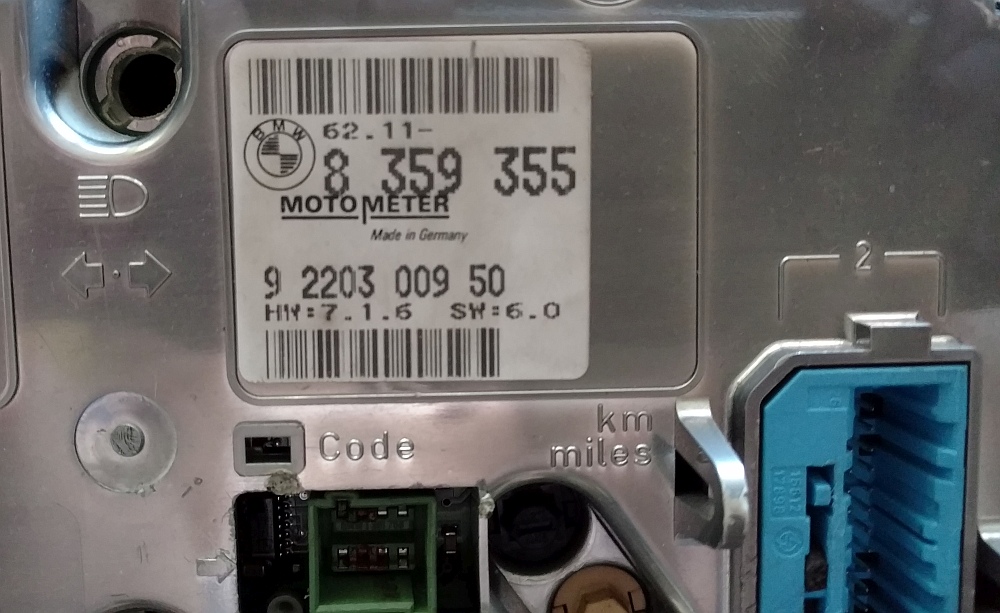 BMW
62.11-
8 359 355
MOTOMETER
Made in Germany
9 2203 009 50
HW:7.1.6 SW:6.0
2
Code
km
miles